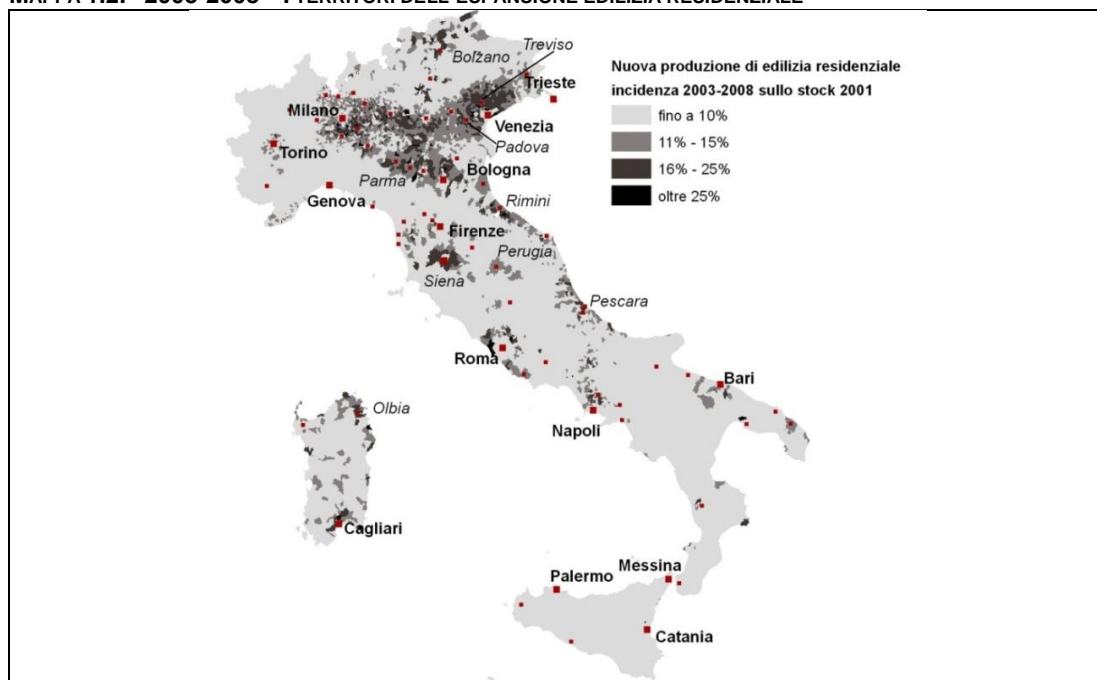 MAPPA 1.2. - 2003-2008 – I TERRITORI DELL'ESPANSIONE EDILIZIA RESIDENZIALE
Treviso
Bolzano
Trieste
Nuova produzione di edilizia residenziale
incidenza 2003-2008 sullo stock 2001
fino a 10%
11% - 15%
16% - 25%
oltre 25%
Milano
Venezia
Padova
Torino
Bologna
Parma
Genova
Rimini
Firenze
Perugia
Siena
Pescara
Roma
Bari
Olbia
Napoli
Cagliari
Messina
Palermo
Catania